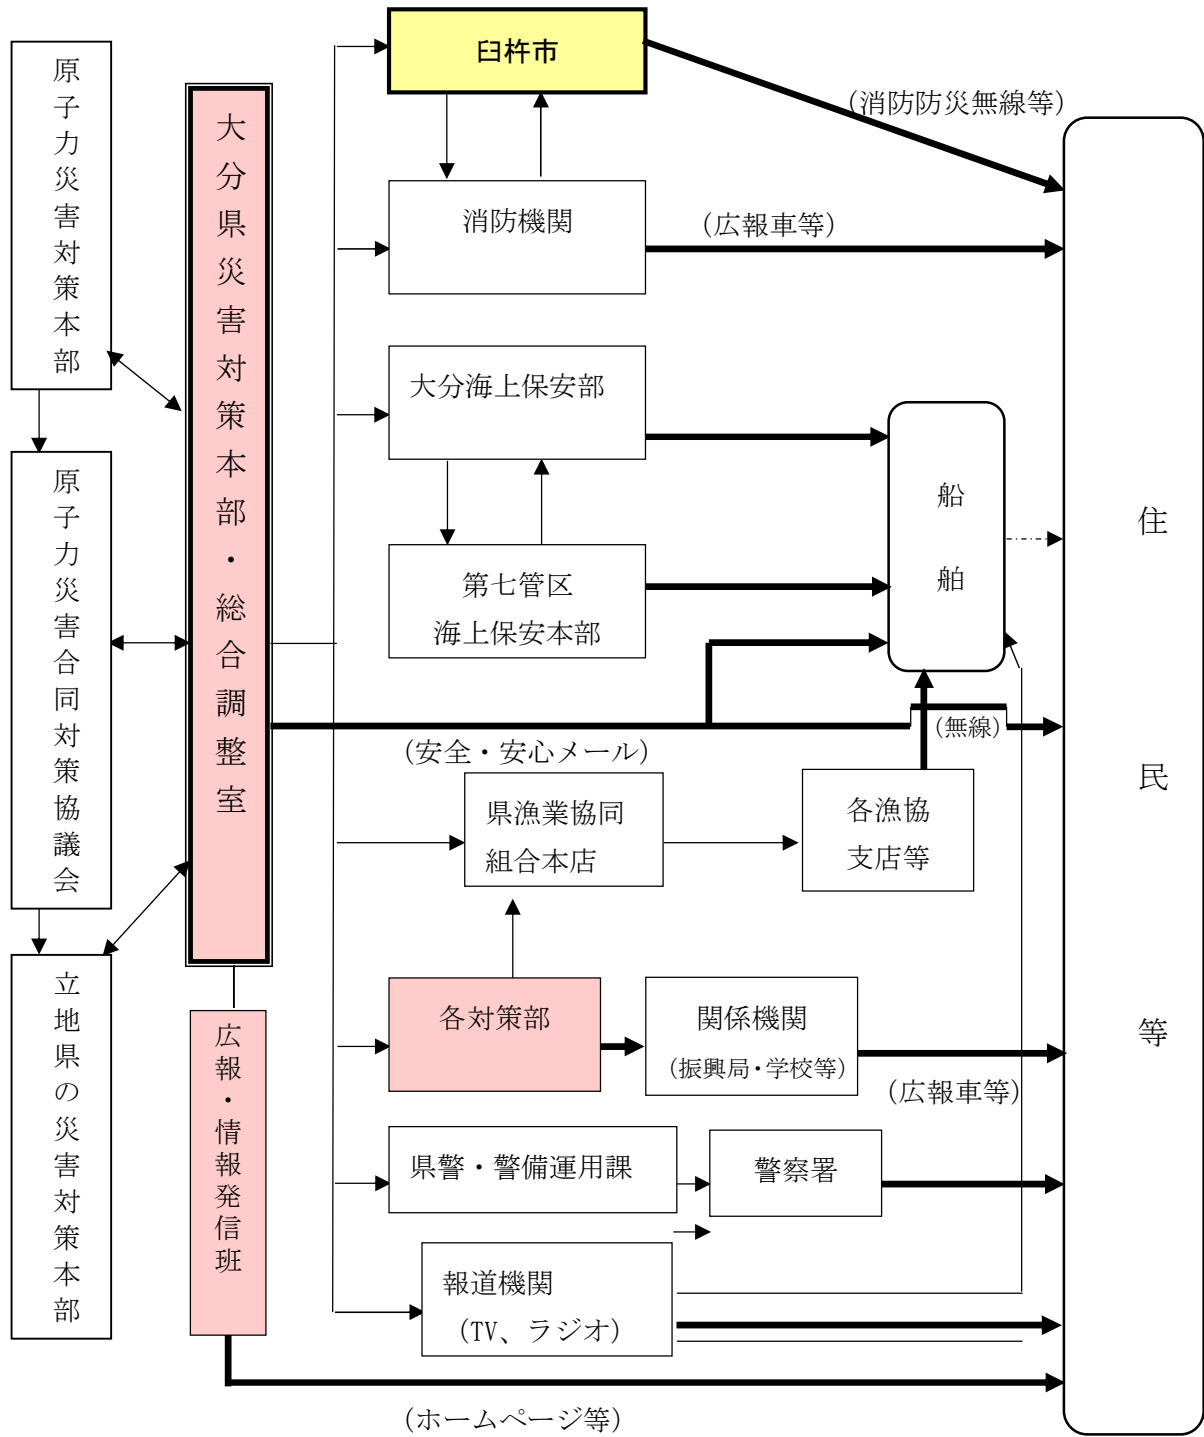 臼杵市
原子力災害対策本部
大分県災害対策本部・総合調整室
(消防防災無線等)
消防機関
(広報車等)
大分海上保安部
船舶
住民等
原子力災害合同対策協議会
第七管区
海上保安本部
(無線)
(安全・安心メール)
県漁業協同
組合本店
各漁協
支店等
立地県の災害対策本部
広報・情報発信班
各対策部
関係機関
(振興局・学校等)
(広報車等)
県警・警備運用課
警察署
報道機関
(TV、ラジオ)
(ホームページ等)